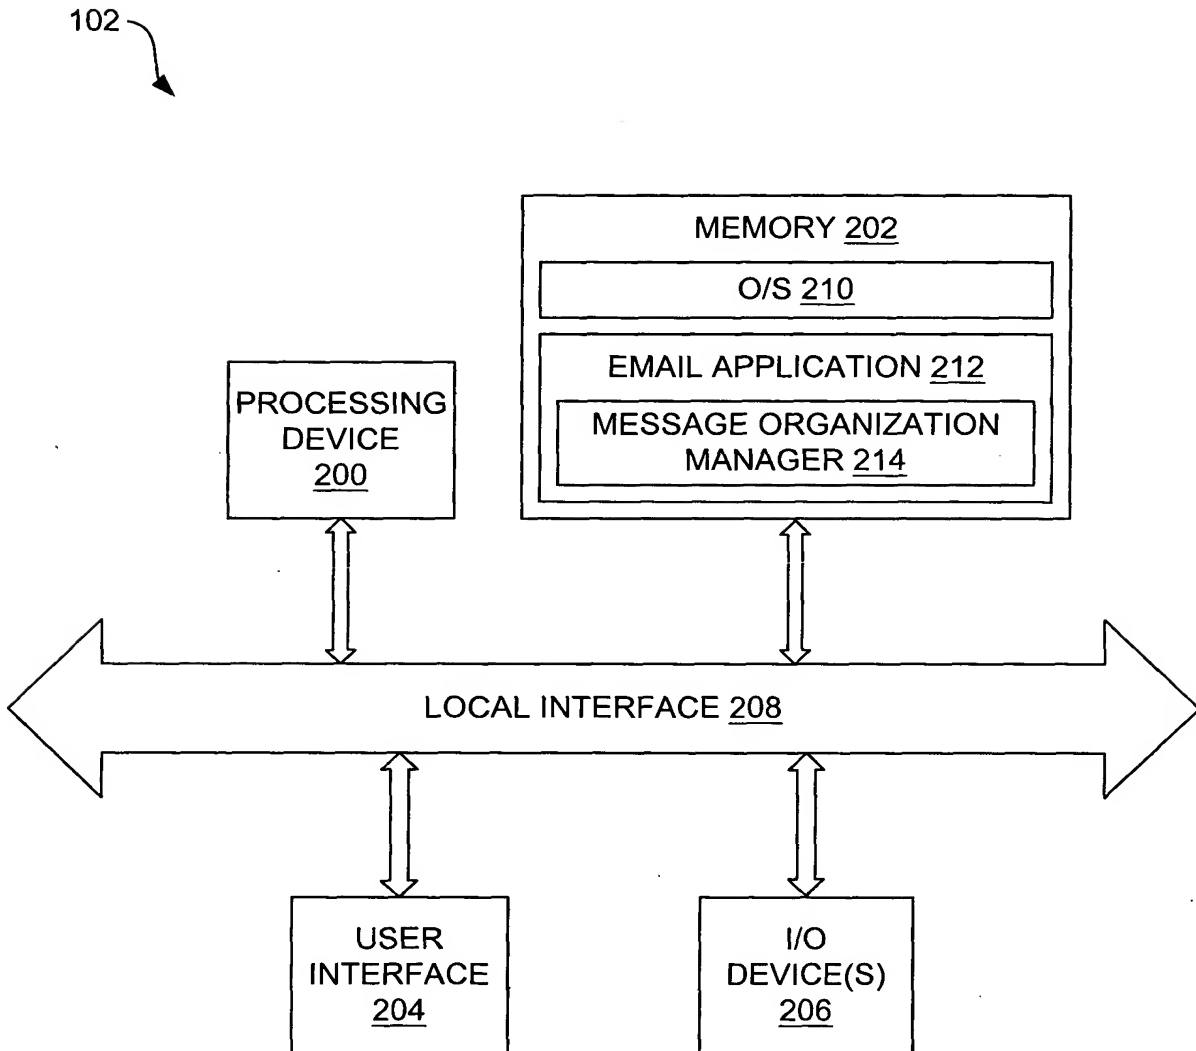 102
MEMORY 202
O/S 210
EMAIL APPLICATION 212
MESSAGE ORGANIZATION
MANAGER 214
PROCESSING
DEVICE
200
LOCAL INTERFACE 208
USER
INTERFACE
204
I/O
DEVICE(S)
206